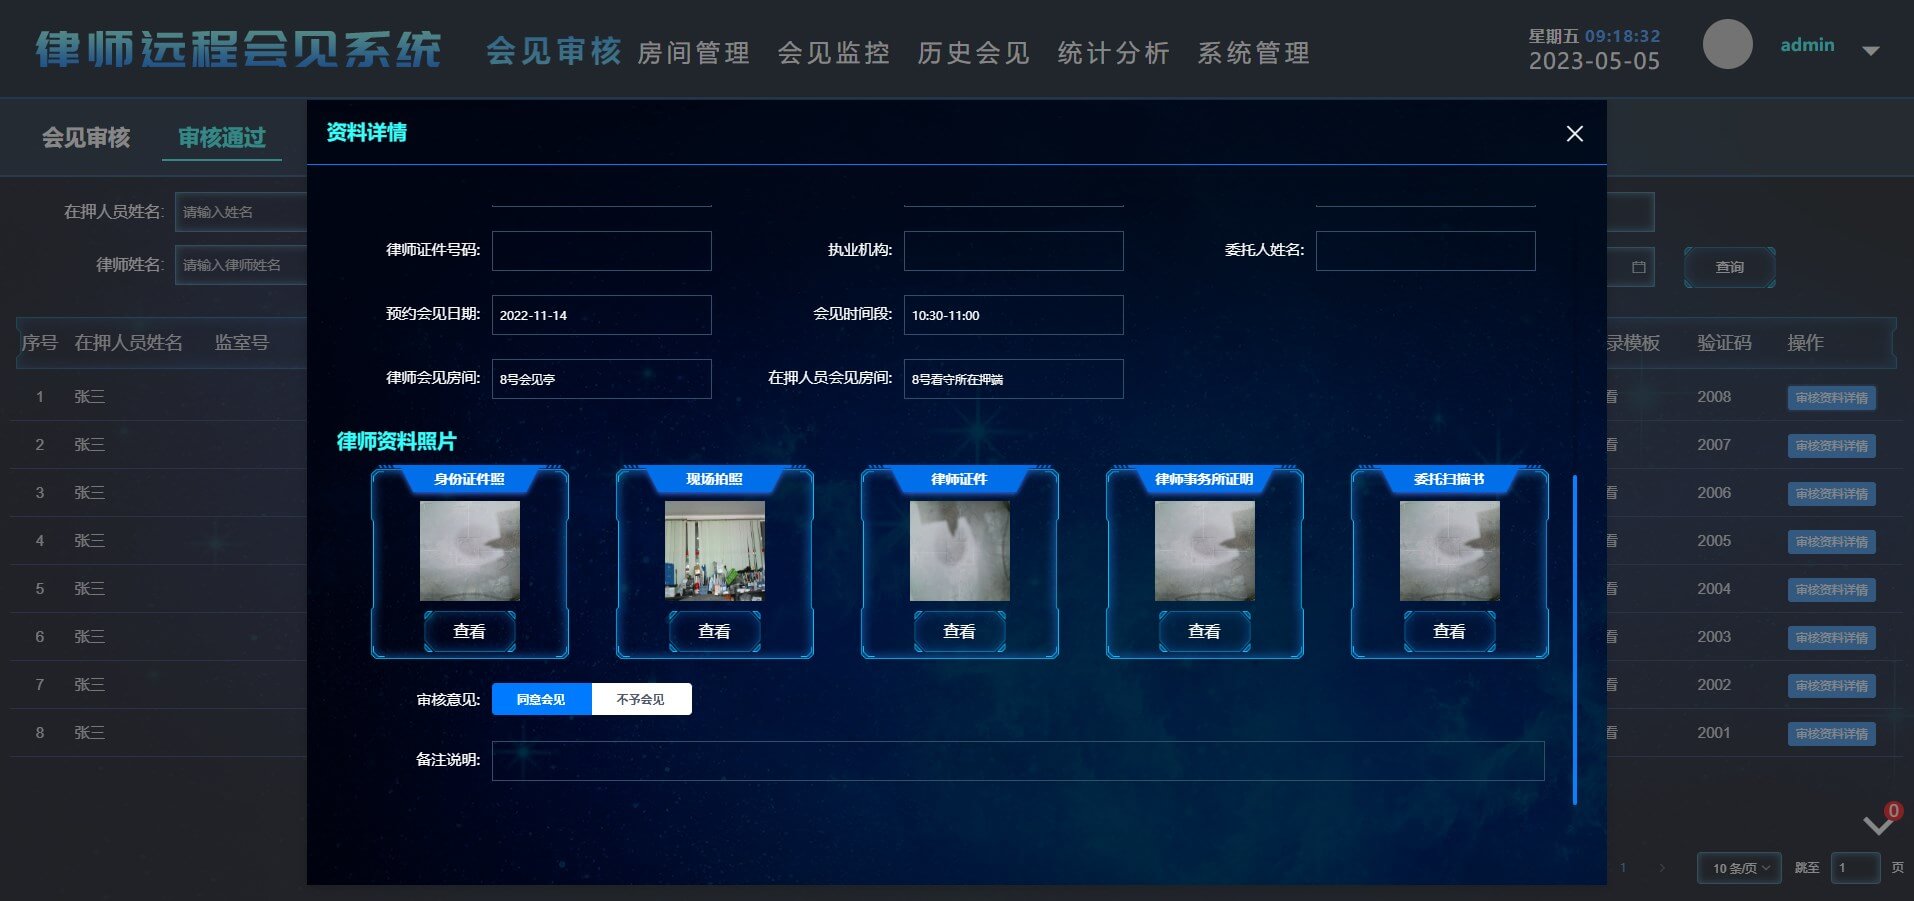 律师远程会见系统
会见审核 房间管理 会见监控 历史会见 统计分析 系统管理
星期五 09:18:32
2023-05-05
admin
会见审核 审核通过
资料详情
在押人员姓名: 请输入姓名
律师姓名: 请输入律师姓名
查询
律师证件号码: 执业机构: 委托人姓名:
预约会见日期: 2022-11-14 会见时间段: 10:30-11:00
律师会见房间: 8号会见亭 在押人员会见房间: 8号看守所在押端
律师资料照片
身份证件照 现场拍照 律师证件 律师事务所证明 委托扫描书
查看 查看 查看 查看 查看
审核意见: 同意会见 不予会见
备注说明:
序号 在押人员姓名 监室号 录模板 验证码 操作
1 张三 看 2008 审核资料详情
2 张三 看 2007 审核资料详情
3 张三 看 2006 审核资料详情
4 张三 看 2005 审核资料详情
5 张三 看 2004 审核资料详情
6 张三 看 2003 审核资料详情
7 张三 看 2002 审核资料详情
8 张三 看 2001 审核资料详情
0
1 10 条/页 跳至 1 页